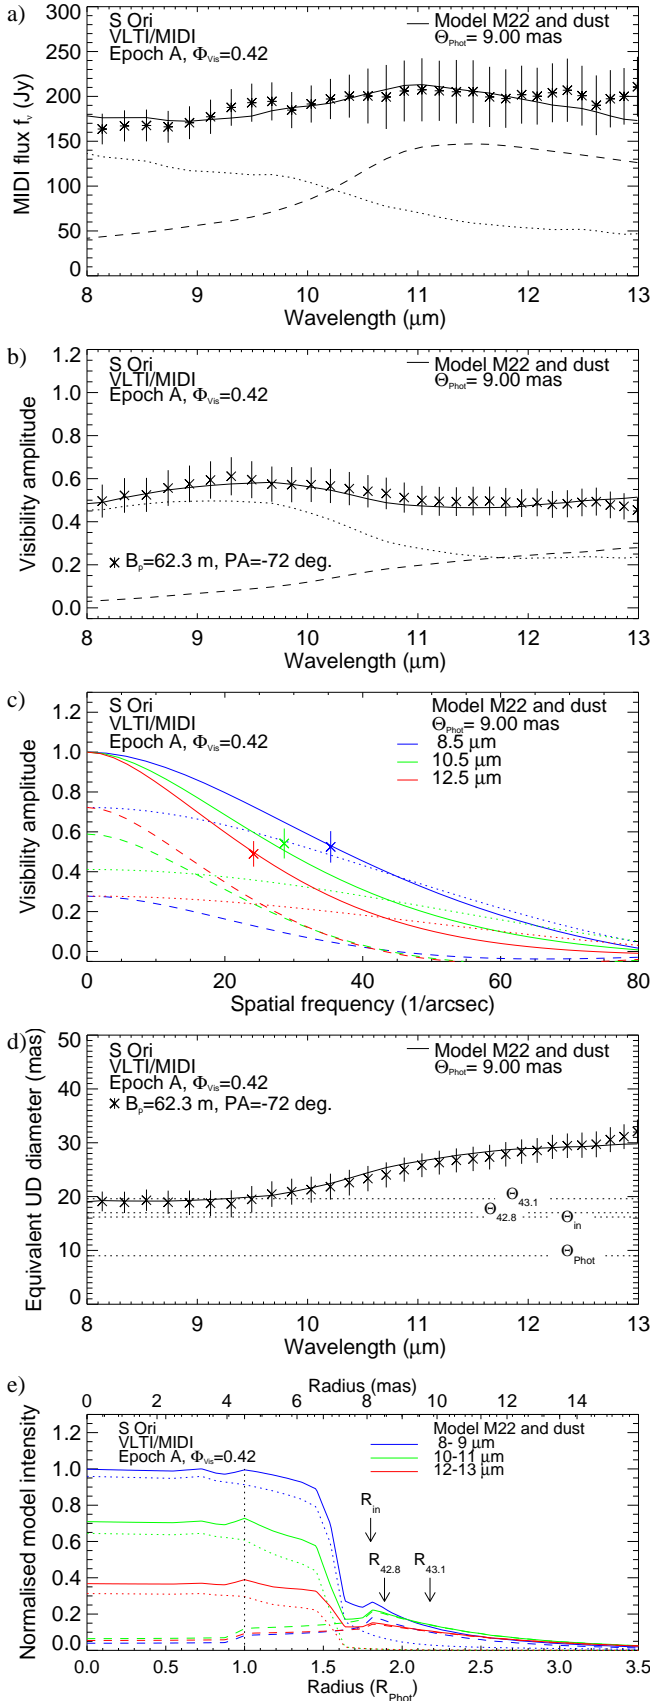 a)
S Ori
VLTI/MIDI
Epoch A, Φ_Vis=0.42
Model M22 and dust
Θ_Phot = 9.00 mas
MIDI flux f_ν (Jy)
300
250
200
150
100
50
0
8 9 10 11 12 13
Wavelength (μm)
b)
S Ori
VLTI/MIDI
Epoch A, Φ_Vis=0.42
Model M22 and dust
Θ_Phot = 9.00 mas
Visibility amplitude
1.2
1.0
0.8
0.6
0.4
0.2
0.0
B_p=62.3 m, PA=-72 deg.
8 9 10 11 12 13
Wavelength (μm)
c)
S Ori
VLTI/MIDI
Epoch A, Φ_Vis=0.42
Model M22 and dust
Θ_Phot = 9.00 mas
8.5 μm
10.5 μm
12.5 μm
Visibility amplitude
1.2
1.0
0.8
0.6
0.4
0.2
0.0
0 20 40 60 80
Spatial frequency (1/arcsec)
d)
S Ori
VLTI/MIDI
Epoch A, Φ_Vis=0.42
B_p=62.3 m, PA=-72 deg.
Model M22 and dust
Θ_Phot = 9.00 mas
Equivalent UD diameter (mas)
50
40
30
20
10
0
Θ_43.1
Θ_42.8
Θ_in
Θ_Phot
8 9 10 11 12 13
Wavelength (μm)
e)
Radius (mas)
0 2 4 6 8 10 12 14
S Ori
VLTI/MIDI
Epoch A, Φ_Vis=0.42
Model M22 and dust
8- 9 μm
10-11 μm
12-13 μm
Normalised model intensity
1.2
1.0
0.8
0.6
0.4
0.2
0.0
R_in
R_42.8
R_43.1
0.0 0.5 1.0 1.5 2.0 2.5 3.0 3.5
Radius (R_Phot)